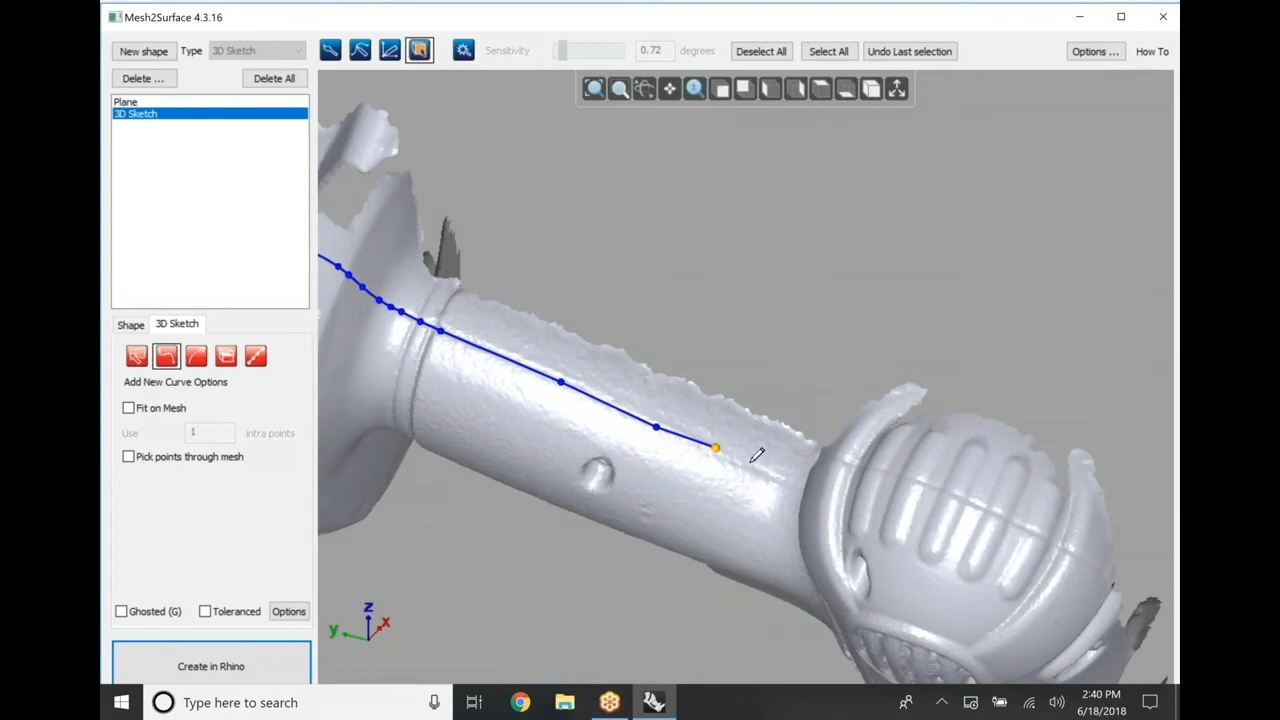 Mesh2Surface 4.3.16
New shape Type 3D Sketch Sensitivity 0.72 degrees Deselect All Select All Undo Last selection Options ... How To
Delete ... Delete All
Plane
3D Sketch
Shape 3D Sketch
Add New Curve Options
Fit on Mesh
Use 1 intra points
Pick points through mesh
z
y x
Ghosted (G) Toleranced Options
Create in Rhino
Type here to search
2:40 PM
6/18/2018